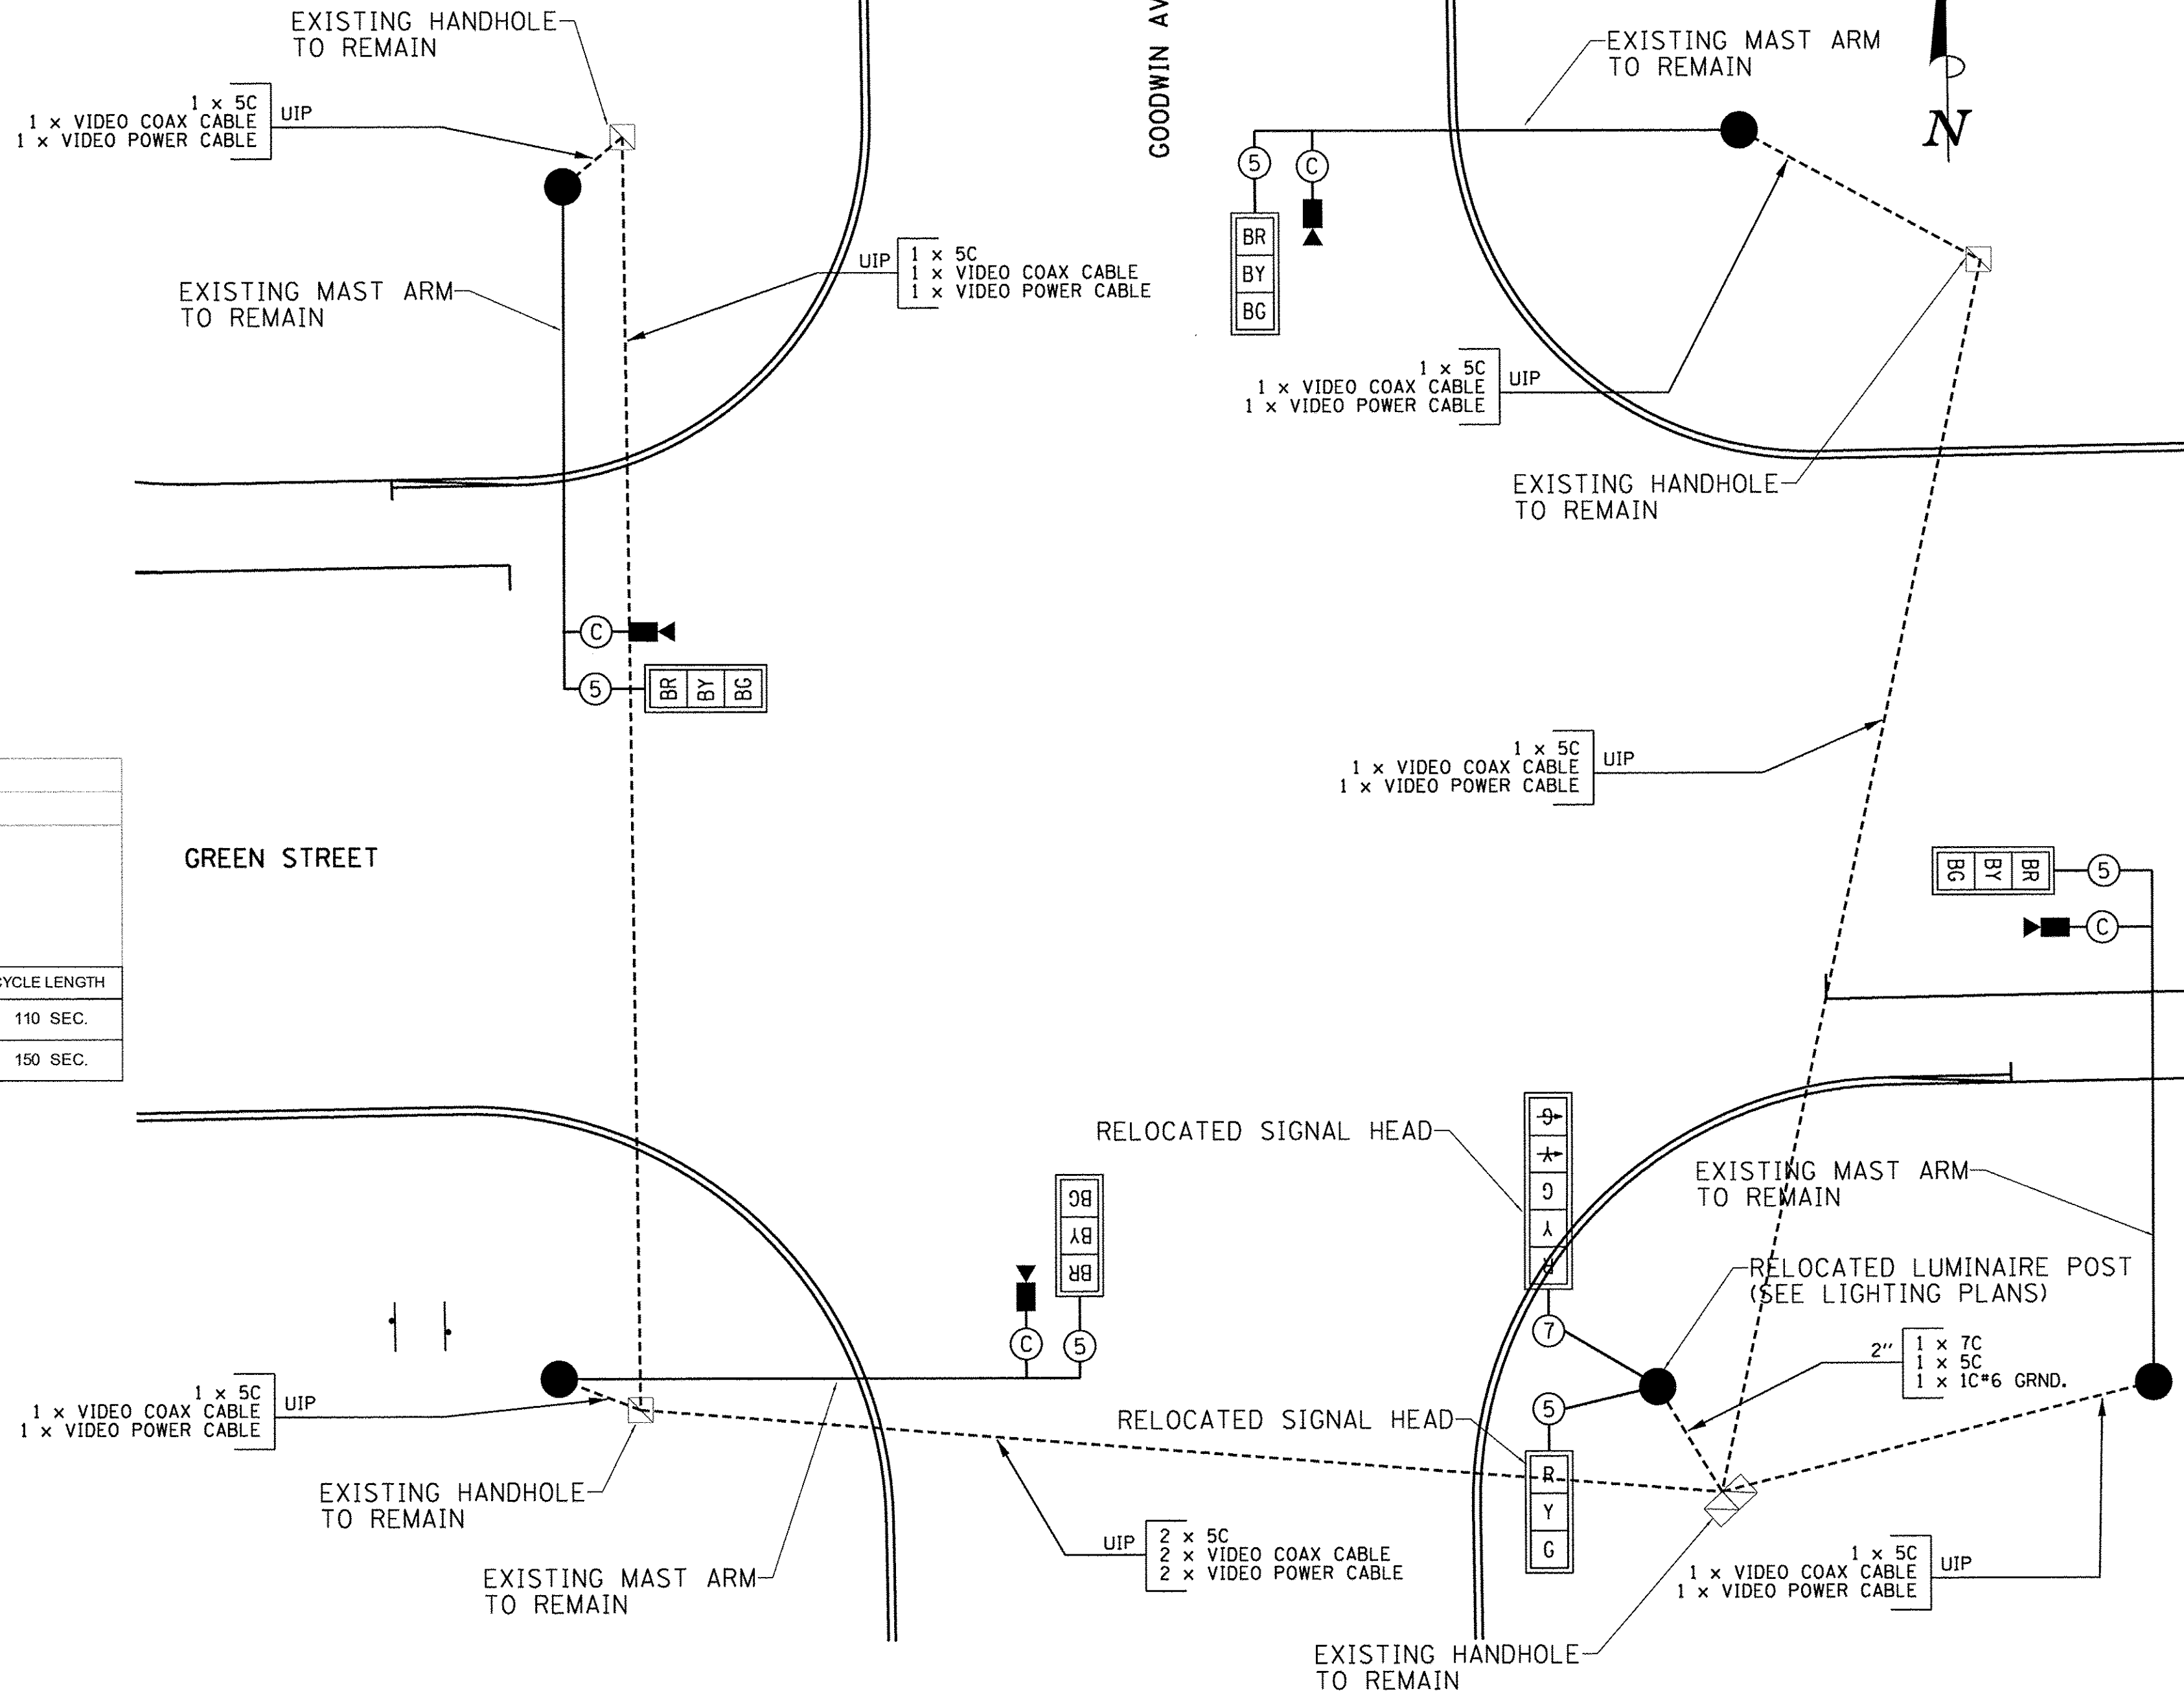 EXISTING HANDHOLE
TO REMAIN
GOODWIN AV
EXISTING MAST ARM
TO REMAIN
N
1 x 5C
1 x VIDEO COAX CABLE
1 x VIDEO POWER CABLE
UIP
5
C
BR
BY
BG
EXISTING MAST ARM
TO REMAIN
UIP
1 x 5C
1 x VIDEO COAX CABLE
1 x VIDEO POWER CABLE
1 x 5C
1 x VIDEO COAX CABLE
1 x VIDEO POWER CABLE
UIP
EXISTING HANDHOLE
TO REMAIN
C
5
BR
BY
BG
1 x 5C
1 x VIDEO COAX CABLE
1 x VIDEO POWER CABLE
UIP
GREEN STREET
BG
BY
BR
5
C
CYCLE LENGTH
110 SEC.
150 SEC.
RELOCATED SIGNAL HEAD
G
Y
G
Y
R
7
EXISTING MAST ARM
TO REMAIN
BG
BY
BR
C
5
RELOCATED LUMINAIRE POST
(SEE LIGHTING PLANS)
2"
1 x 7C
1 x 5C
1 x 1C#6 GRND.
1 x 5C
1 x VIDEO COAX CABLE
1 x VIDEO POWER CABLE
UIP
RELOCATED SIGNAL HEAD
5
R
Y
G
EXISTING HANDHOLE
TO REMAIN
UIP
2 x 5C
2 x VIDEO COAX CABLE
2 x VIDEO POWER CABLE
1 x 5C
1 x VIDEO COAX CABLE
1 x VIDEO POWER CABLE
UIP
EXISTING MAST ARM
TO REMAIN
EXISTING HANDHOLE
TO REMAIN